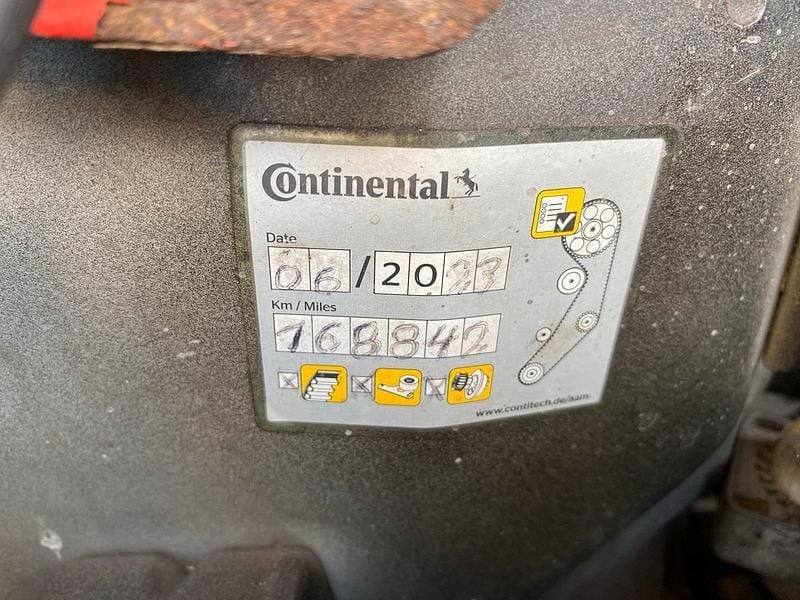 Continental
Date
06/2023
Km / Miles
168842
www.contitech.de/aam